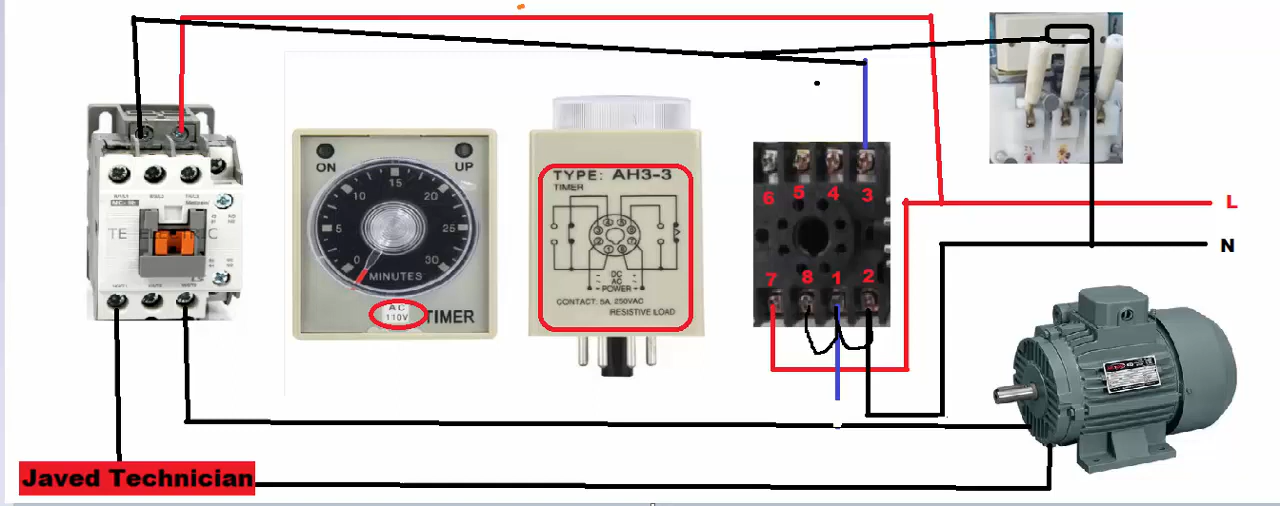 ON
UP
15
10
20
5
25
0
30
MINUTES
AC
110V
TIMER
TYPE: AH3-3
TIMER
DC
AC
POWER
CONTACT: 5A, 250VAC
RESISTIVE LOAD
6 5 4 3
7 8 1 2
L
N
Javed Technician